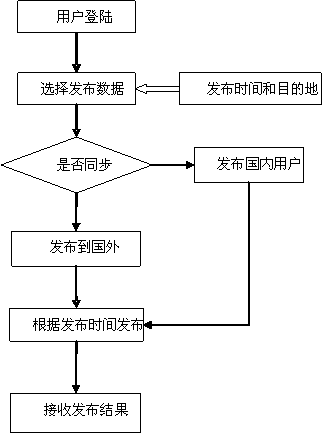 用户登陆
选择发布数据
发布时间和目的地
是否同步
发布国内用户
发布到国外
根据发布时间发布
接收发布结果